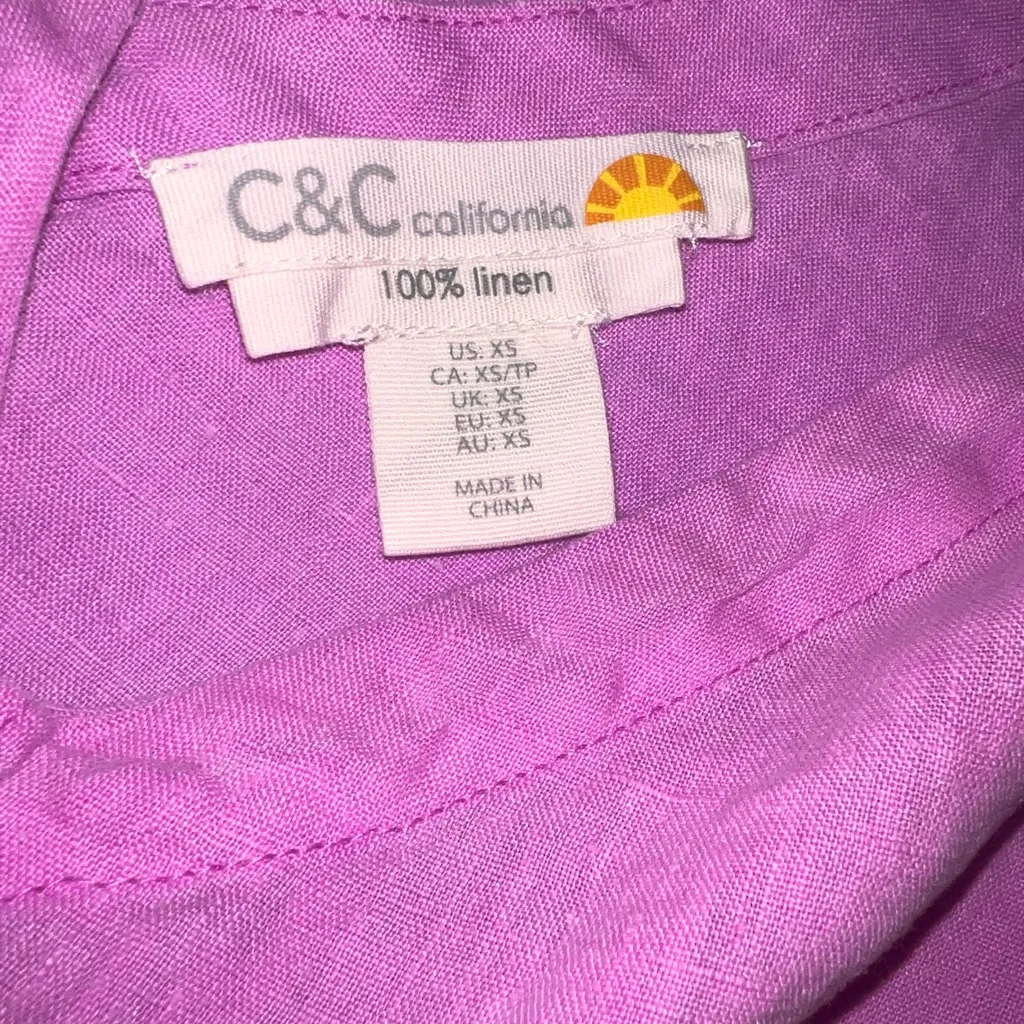 C&C california
100% linen
US: XS
CA: XS/TP
UK: XS
EU: XS
AU: XS
MADE IN
CHINA